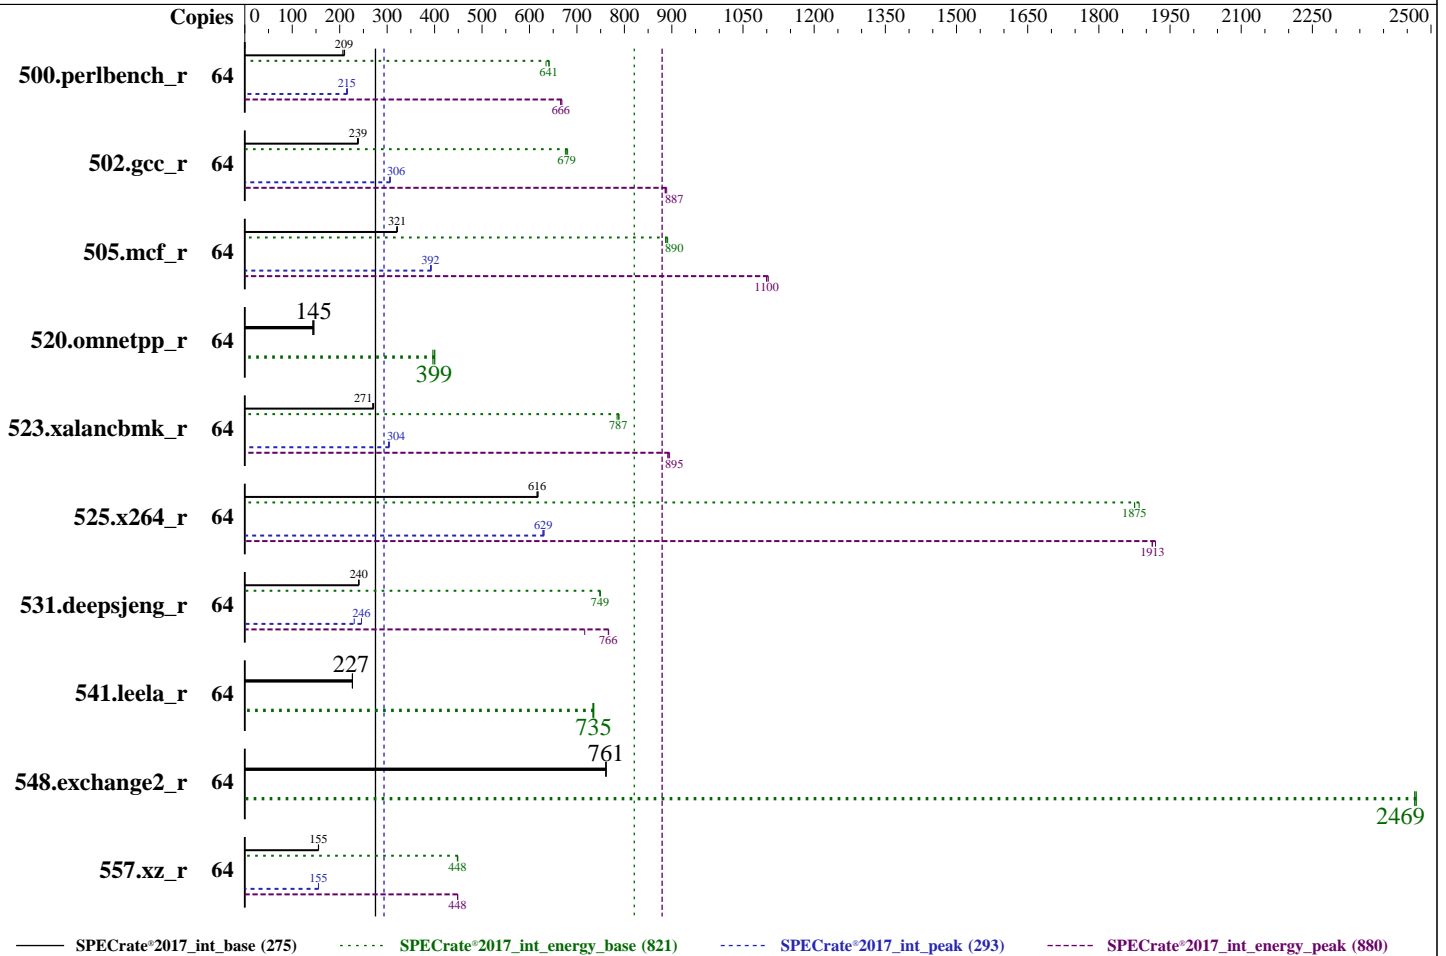 Copies 0 100 200 300 400 500 600 700 800 900 1050 1200 1350 1500 1650 1800 1950 2100 2250 2500
209
500.perlbench_r 64
641
215
666
239
502.gcc_r 64
679
306
887
321
505.mcf_r 64
890
392
1100
145
520.omnetpp_r 64
399
271
523.xalancbmk_r 64
787
304
895
616
525.x264_r 64
1875
629
1913
240
531.deepsjeng_r 64
749
246
766
227
541.leela_r 64
735
761
548.exchange2_r 64
2469
155
557.xz_r 64
448
155
448
SPECrate®2017_int_base (275) SPECrate®2017_int_energy_base (821) SPECrate®2017_int_peak (293) SPECrate®2017_int_energy_peak (880)